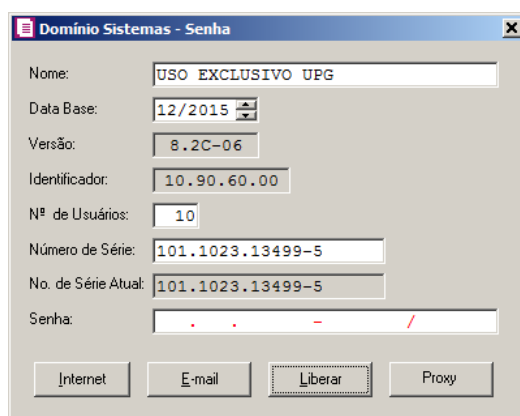 Domínio Sistemas - Senha
Nome: USO EXCLUSIVO UPG
Data Base: 12/2015
Versão: 8.2C-06
Identificador: 10.90.60.00
Nº de Usuários: 10
Número de Série: 101.1023.13499-5
No. de Série Atual: 101.1023.13499-5
Senha: . . - /
Internet E-mail Liberar Proxy